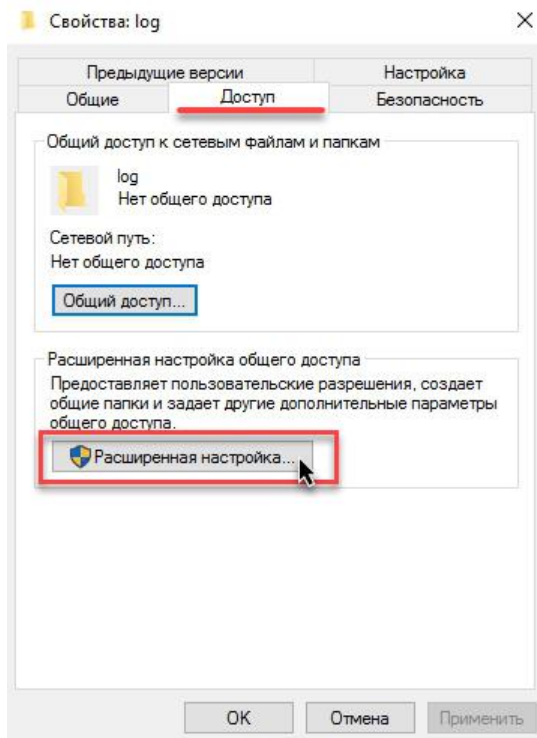 Свойства: log
Предыдущие версии
Настройка
Общие
Доступ
Безопасность
Общий доступ к сетевым файлам и папкам
log
Нет общего доступа
Сетевой путь:
Нет общего доступа
Общий доступ...
Расширенная настройка общего доступа
Предоставляет пользовательские разрешения, создает
общие папки и задает другие дополнительные параметры
общего доступа.
Расширенная настройка...
OK
Отмена
Применить